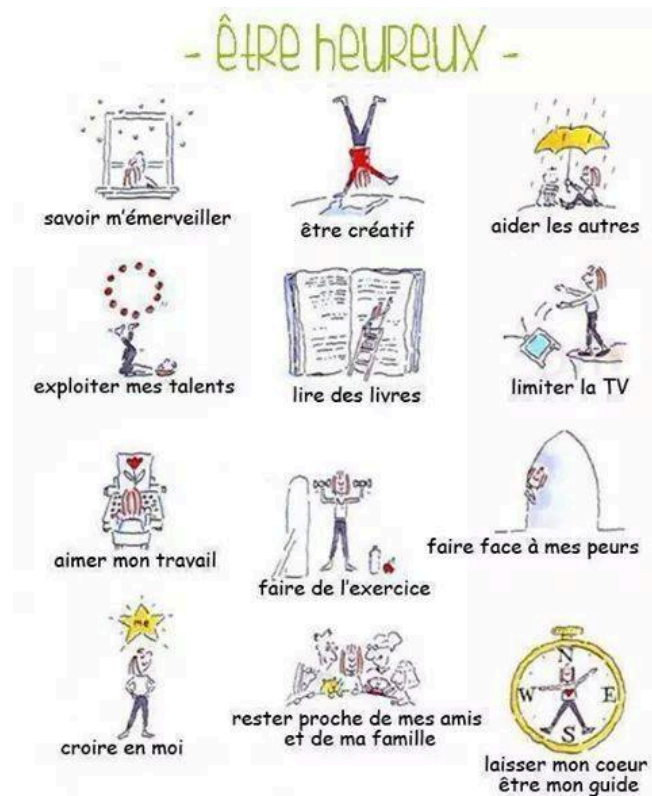 - être heureux -
savoir m'émerveiller
être créatif
aider les autres
exploiter mes talents
lire des livres
limiter la TV
aimer mon travail
faire de l'exercice
faire face à mes peurs
me
croire en moi
rester proche de mes amis
et de ma famille
N
W
E
S
laisser mon coeur
être mon guide